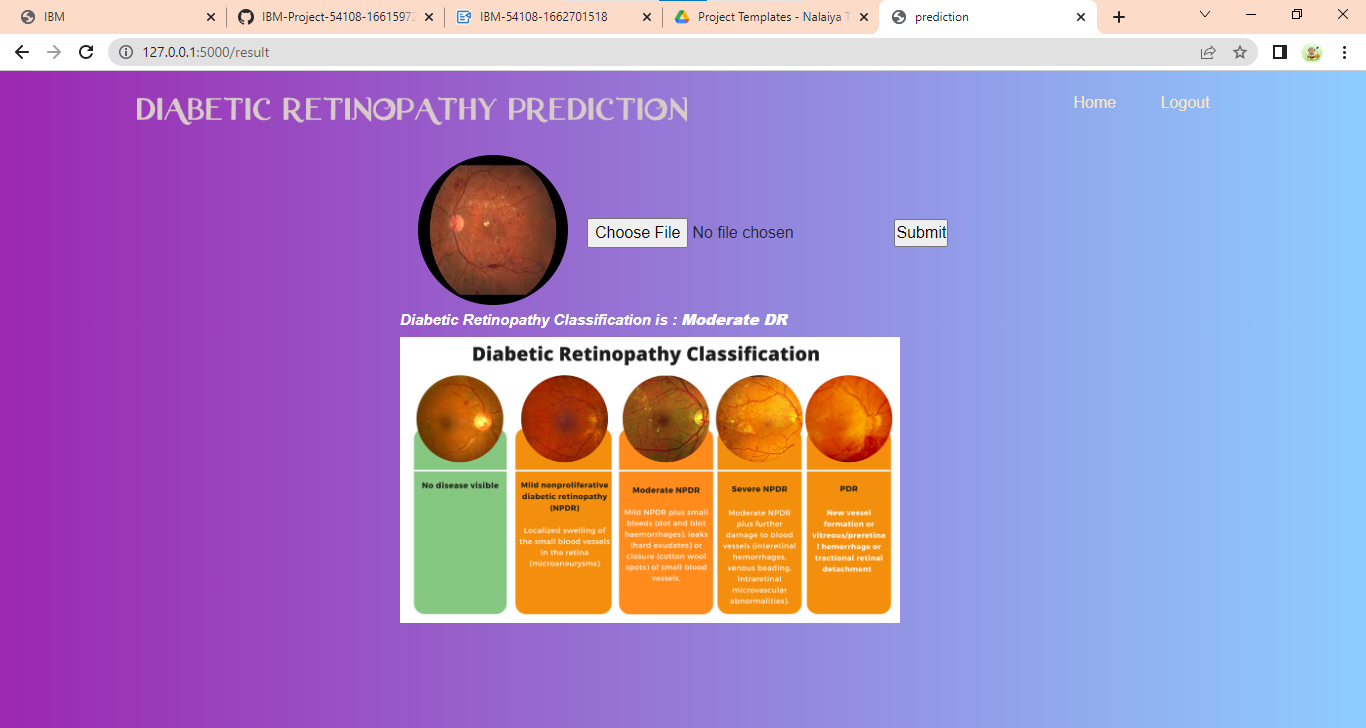 IBM
IBM-Project-54108-1661597
IBM-54108-1662701518
Project Templates - Nalaiya T
prediction
127.0.0.1:5000/result
DIABETIC RETINOPATHY PREDICTION
Home
Logout
Choose File No file chosen
Submit
Diabetic Retinopathy Classification is : Moderate DR
Diabetic Retinopathy Classification
No disease visible
Mild nonproliferative
diabetic retinopathy
(NPDR)
Localized swelling of
the small blood vessels
in the retina
(microaneurysms)
Moderate NPDR
Mild NPDR plus small
bleeds (dot and blot
haemorrhages), leaks
(hard exudates) or
closure (cotton wool
spots) of small blood
vessels.
Severe NPDR
Moderate NPDR
plus further
damage to blood
vessels (interetinal
hemorrhages,
venous beading,
intraretinal
microvascular
abnormalities).
PDR
New vessel
formation or
vitreous/preretina
l hemorrhage or
tractional retinal
detachment